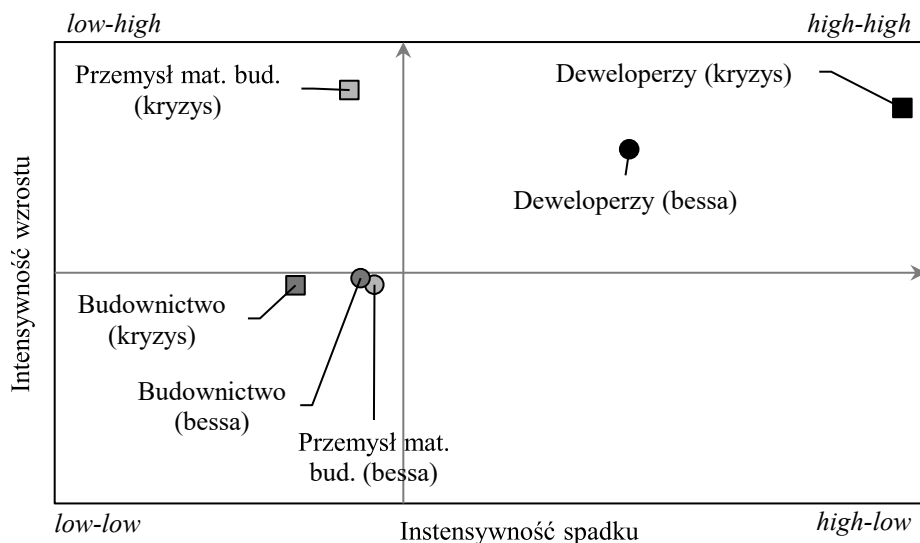 low-high
high-high
Przemysł mat. bud.
(kryzys)
Deweloperzy (kryzys)
Deweloperzy (bessa)
Intensywność wzrostu
Budownictwo
(kryzys)
Budownictwo
(bessa)
Przemysł mat.
bud. (bessa)
low-low
Instensywność spadku
high-low